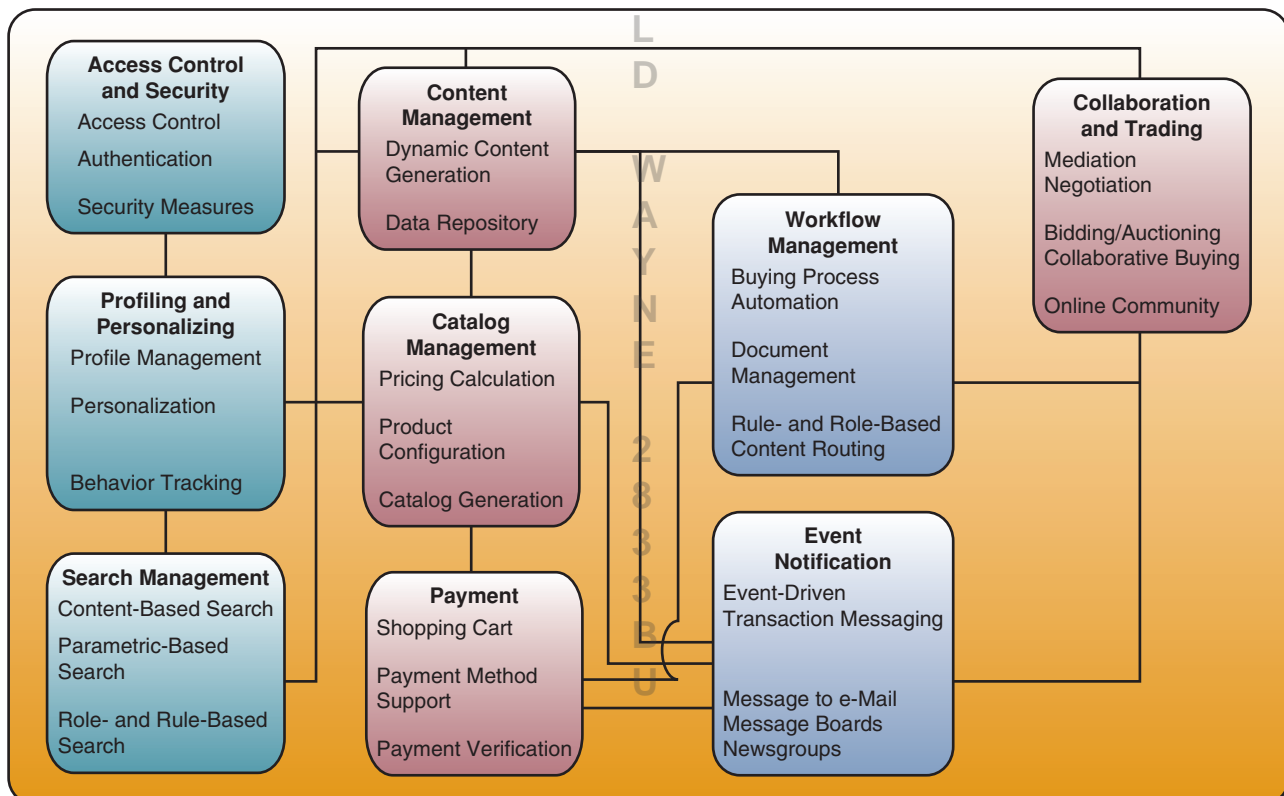 Access Control
and Security
Access Control
Authentication
Security Measures
Profiling and
Personalizing
Profile Management
Personalization
Behavior Tracking
Search Management
Content-Based Search
Parametric-Based
Search
Role- and Rule-Based
Search
Content
Management
Dynamic Content
Generation
Data Repository
Catalog
Management
Pricing Calculation
Product
Configuration
Catalog Generation
Payment
Shopping Cart
Payment Method
Support
Payment Verification
L
D
W
A
Y
N
E
2
8
3
3
B
U
Workflow
Management
Buying Process
Automation
Document
Management
Rule- and Role-Based
Content Routing
Event
Notification
Event-Driven
Transaction Messaging
Message to e-Mail
Message Boards
Newsgroups
Collaboration
and Trading
Mediation
Negotiation
Bidding/Auctioning
Collaborative Buying
Online Community